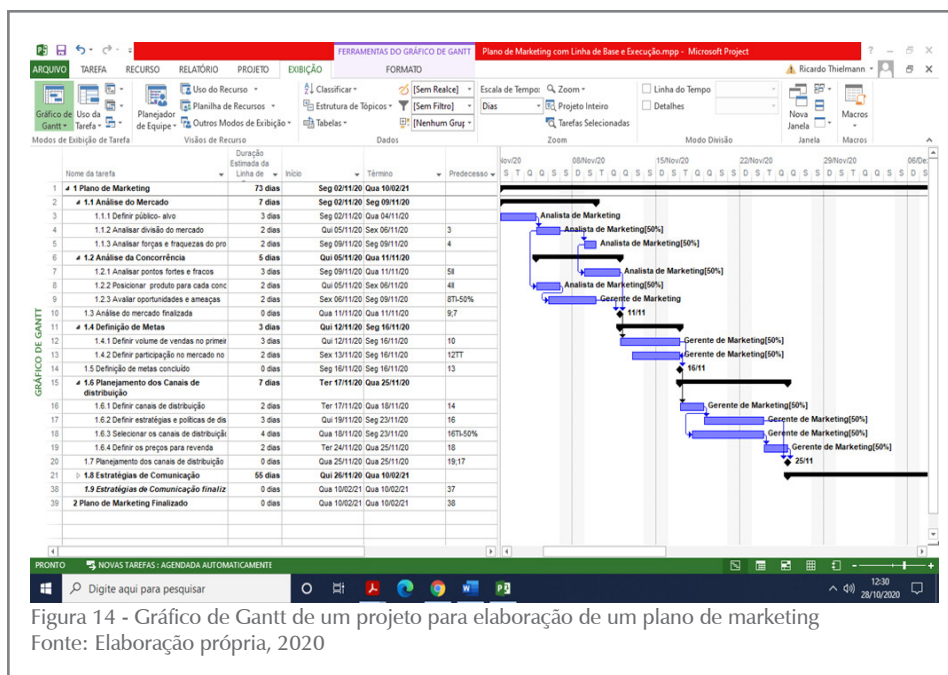 FERRAMENTAS DO GRÁFICO DE GANTT Plano de Marketing com Linha de Base e Execução.mpp - Microsoft Project
ARQUIVO TAREFA RECURSO RELATÓRIO PROJETO EXIBIÇÃO FORMATO Ricardo Thielmann
Gráfico de Gantt Uso da Tarefa Planejador de Equipe
Uso do Recurso
Planilha de Recursos
Outros Modos de Exibição
Classificar [Sem Realce]
Estrutura de Tópicos [Sem Filtro]
Tabelas [Nenhum Grup
Escala de Tempo: Zoom
Dias Projeto Inteiro
Tarefas Selecionadas
Linha do Tempo
Detalhes
Nova Janela Macros
Modos de Exibição de Tarefa Visões de Recurso Dados Zoom Modo Divisão Janela Macros
Nome da tarefa Duração Estimada da Linha de Início Término Predecesso
Nov/20 08/Nov/20 15/Nov/20 22/Nov/20 29/Nov/20 06/De
S T Q Q S S D S T Q Q S S D S T Q Q S S D S T Q Q S S D S T Q Q S S D S
1 1 Plano de Marketing 73 dias Seg 02/11/20 Qua 10/02/21
2 1.1 Análise do Mercado 7 dias Seg 02/11/20 Seg 09/11/20
3 1.1.1 Definir público- alvo 3 dias Seg 02/11/20 Qua 04/11/20 Analista de Marketing
4 1.1.2 Analisar divisão do mercado 2 dias Qui 05/11/20 Sex 06/11/20 3 Analista de Marketing[50%]
5 1.1.3 Analisar forças e fraquezas do pro 2 dias Seg 09/11/20 Seg 09/11/20 4 Analista de Marketing[50%]
6 1.2 Análise da Concorrência 5 dias Qui 05/11/20 Qua 11/11/20
7 1.2.1 Analisar pontos fortes e fracos 3 dias Seg 09/11/20 Qua 11/11/20 5II Analista de Marketing[50%]
8 1.2.2 Posicionar produto para cada conc 2 dias Qui 05/11/20 Sex 06/11/20 4II Analista de Marketing[50%]
9 1.2.3 Avaliar oportunidades e ameaças 2 dias Sex 06/11/20 Seg 09/11/20 8TI-50% Gerente de Marketing
10 1.3 Análise do mercado finalizada 0 dias Qua 11/11/20 Qua 11/11/20 9;7 11/11
11 1.4 Definição de Metas 3 dias Qui 12/11/20 Seg 16/11/20
12 1.4.1 Definir volume de vendas no primeir 3 dias Qui 12/11/20 Seg 16/11/20 10 Gerente de Marketing[50%]
13 1.4.2 Definir participação no mercado no 2 dias Sex 13/11/20 Seg 16/11/20 12TT Gerente de Marketing[50%]
14 1.5 Definição de metas concluído 0 dias Seg 16/11/20 Seg 16/11/20 13 16/11
15 1.6 Planejamento dos Canais de distribuição 7 dias Ter 17/11/20 Qua 25/11/20
16 1.6.1 Definir canais de distribuição 2 dias Ter 17/11/20 Qua 18/11/20 14 Gerente de Marketing[50%]
17 1.6.2 Definir estratégias e políticas de dis 3 dias Qui 19/11/20 Seg 23/11/20 16 Gerente de Marketing[50%]
18 1.6.3 Selecionar os canais de distribuiçã 4 dias Qua 18/11/20 Seg 23/11/20 16TI-50% Gerente de Marketing[50%]
19 1.6.4 Definir os preços para revenda 2 dias Ter 24/11/20 Qua 25/11/20 18 Gerente de Marketing[50%]
20 1.7 Planejamento dos canais de distribuição 0 dias Qua 25/11/20 Qua 25/11/20 19;17 25/11
21 1.8 Estratégias de Comunicação 55 dias Qui 26/11/20 Qua 10/02/21
38 1.9 Estratégias de Comunicação finaliz 0 dias Qua 10/02/21 Qua 10/02/21 37
39 2 Plano de Marketing Finalizado 0 dias Qua 10/02/21 Qua 10/02/21 38
GRÁFICO DE GANTT
PRONTO NOVAS TAREFAS : AGENDADA AUTOMATICAMENTE
Digite aqui para pesquisar 12:30
28/10/2020
Figura 14 - Gráfico de Gantt de um projeto para elaboração de um plano de marketing
Fonte: Elaboração própria, 2020